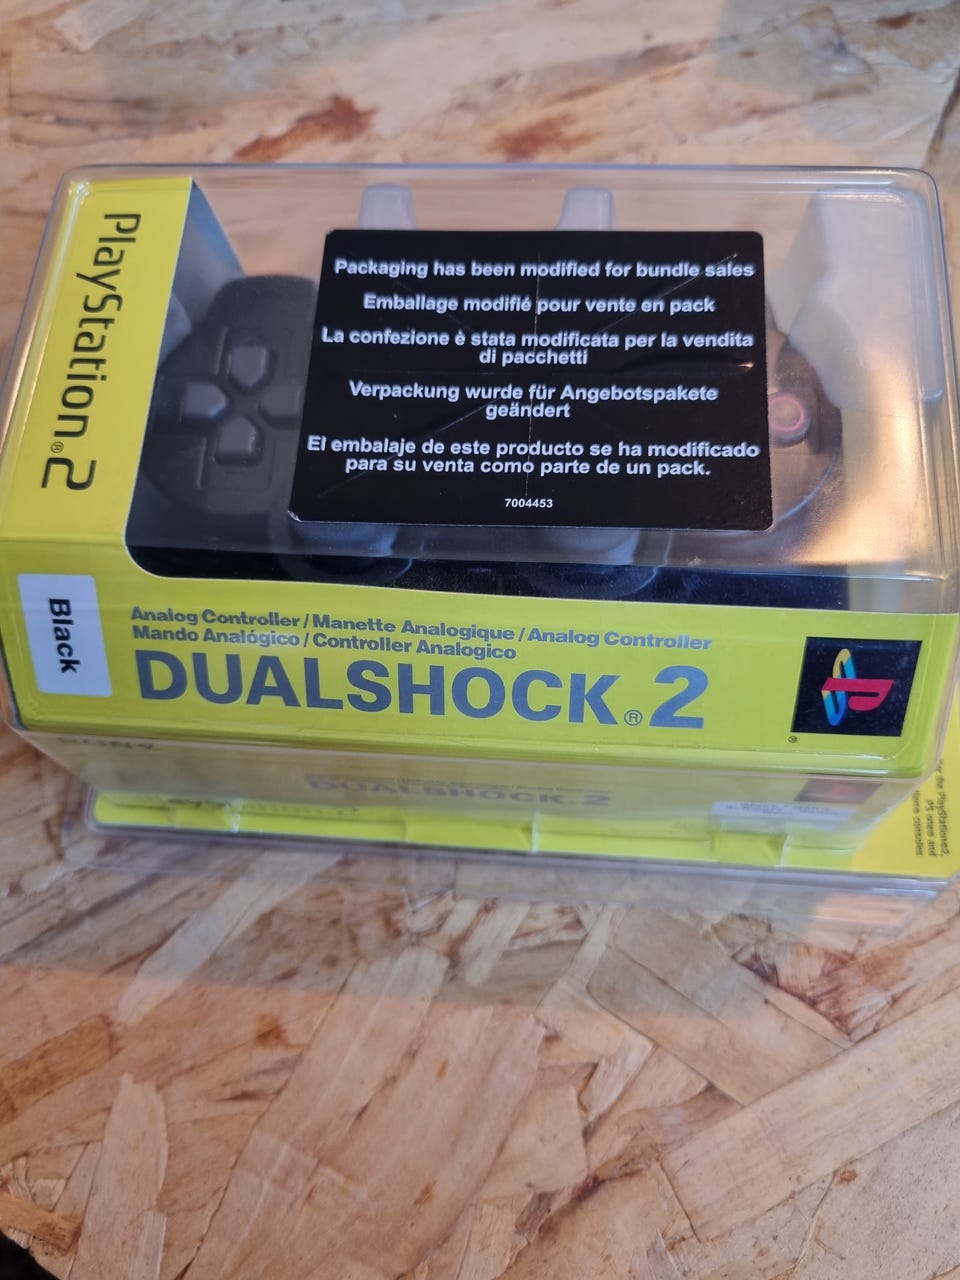 PlayStation®2
Packaging has been modified for bundle sales
Emballage modifié pour vente en pack
La confezione è stata modificata per la vendita
di pacchetti
Verpackung wurde für Angebotspakete
geändert
El embalaje de este producto se ha modificado
para su venta como parte de un pack.
7004453
Black
Analog Controller / Manette Analogique / Analog Controller
Mando Analógico / Controller Analogico
DUALSHOCK®2
®
SONY
DUALSHOCK 2